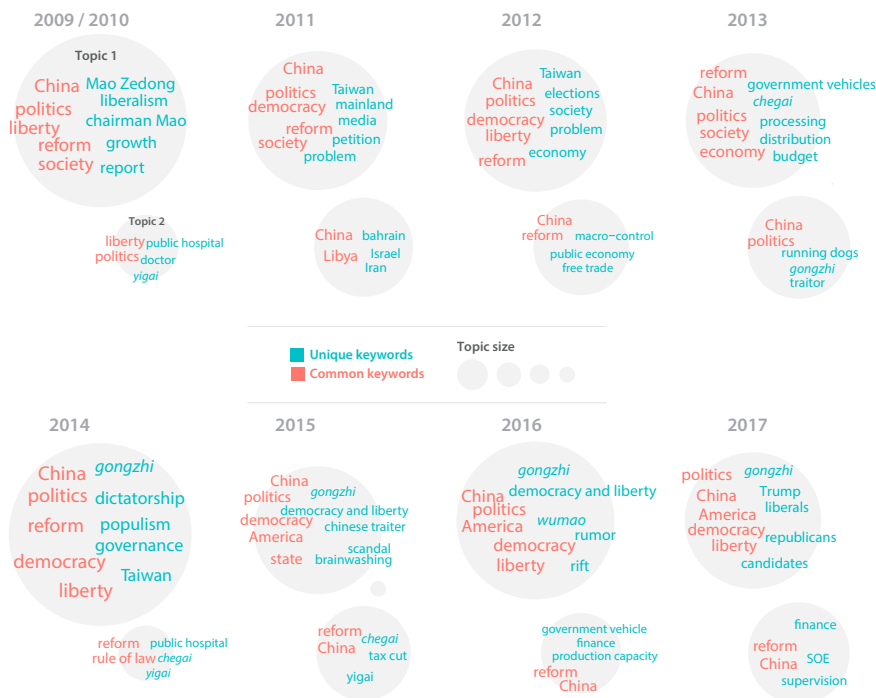 2009 / 2010
Topic 1
China
Mao Zedong
liberalism
politics
chairman Mao
liberty
reform
growth
society
report
Topic 2
liberty
public hospital
politics
doctor
yigai
2011
China
Taiwan
politics
mainland
democracy
media
reform
petition
society
problem
China
bahrain
Libya
Israel
Iran
2012
Taiwan
China
elections
politics
society
democracy
problem
liberty
economy
reform
China
reform
macro-control
public economy
free trade
2013
reform
government vehicles
China
chegai
politics
processing
society
distribution
economy
budget
China
politics
running dogs
gongzhi
traitor
Unique keywords
Common keywords
Topic size
2014
China
gongzhi
politics
dictatorship
reform
populism
governance
democracy
Taiwan
liberty
reform
public hospital
rule of law
chegai
yigai
2015
China
gongzhi
politics
democracy and liberty
democracy
chinese traiter
America
scandal
state
brainwashing
reform
chegai
China
tax cut
yigai
2016
gongzhi
democracy and liberty
China
politics
wumao
America
rumor
democracy
liberty
rift
government vehicle
finance
production capacity
reform
China
2017
politics
gongzhi
China
Trump
liberals
America
democracy
republicans
liberty
candidates
finance
reform
SOE
China
supervision